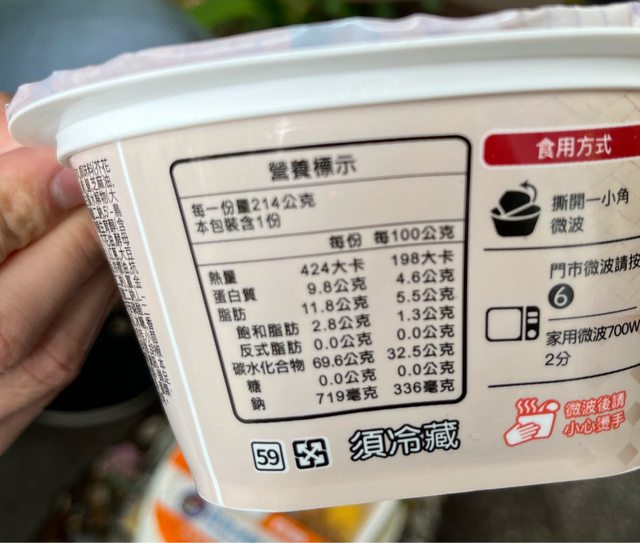 營養標示
每一份量214公克
本包裝含1份
每份 每100公克
熱量 424大卡 198大卡
蛋白質 9.8公克 4.6公克
脂肪 11.8公克 5.5公克
飽和脂肪 2.8公克 1.3公克
反式脂肪 0.0公克 0.0公克
碳水化合物 69.6公克 32.5公克
糖 0.0公克 0.0公克
鈉 719毫克 336毫克
59
須冷藏
食用方式
撕開一小角
微波
門市微波請按
6
家用微波700W
2分
微波後請
小心燙手